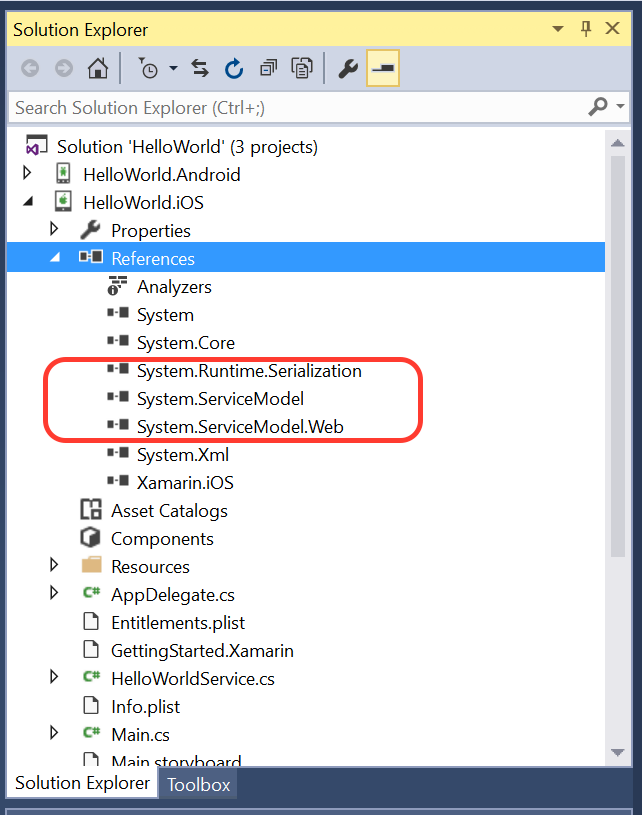 Solution Explorer
Search Solution Explorer (Ctrl+;)
Solution 'HelloWorld' (3 projects)
HelloWorld.Android
HelloWorld.iOS
Properties
References
Analyzers
System
System.Core
System.Runtime.Serialization
System.ServiceModel
System.ServiceModel.Web
System.Xml
Xamarin.iOS
Asset Catalogs
Components
Resources
C# AppDelegate.cs
Entitlements.plist
GettingStarted.Xamarin
C# HelloWorldService.cs
Info.plist
C# Main.cs
Main.storyboard
Solution Explorer Toolbox